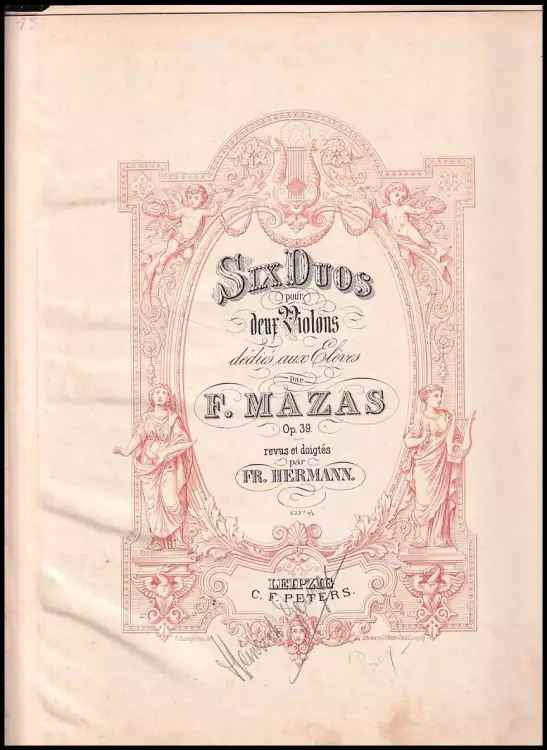 13
SIX DUOS
pour
deux Violons
dédiés aux Elèves
par
F. MAZAS
Op. 39.
revus et doigtés
par
FR. HERMANN.
LEIPZIG
C. F. PETERS.